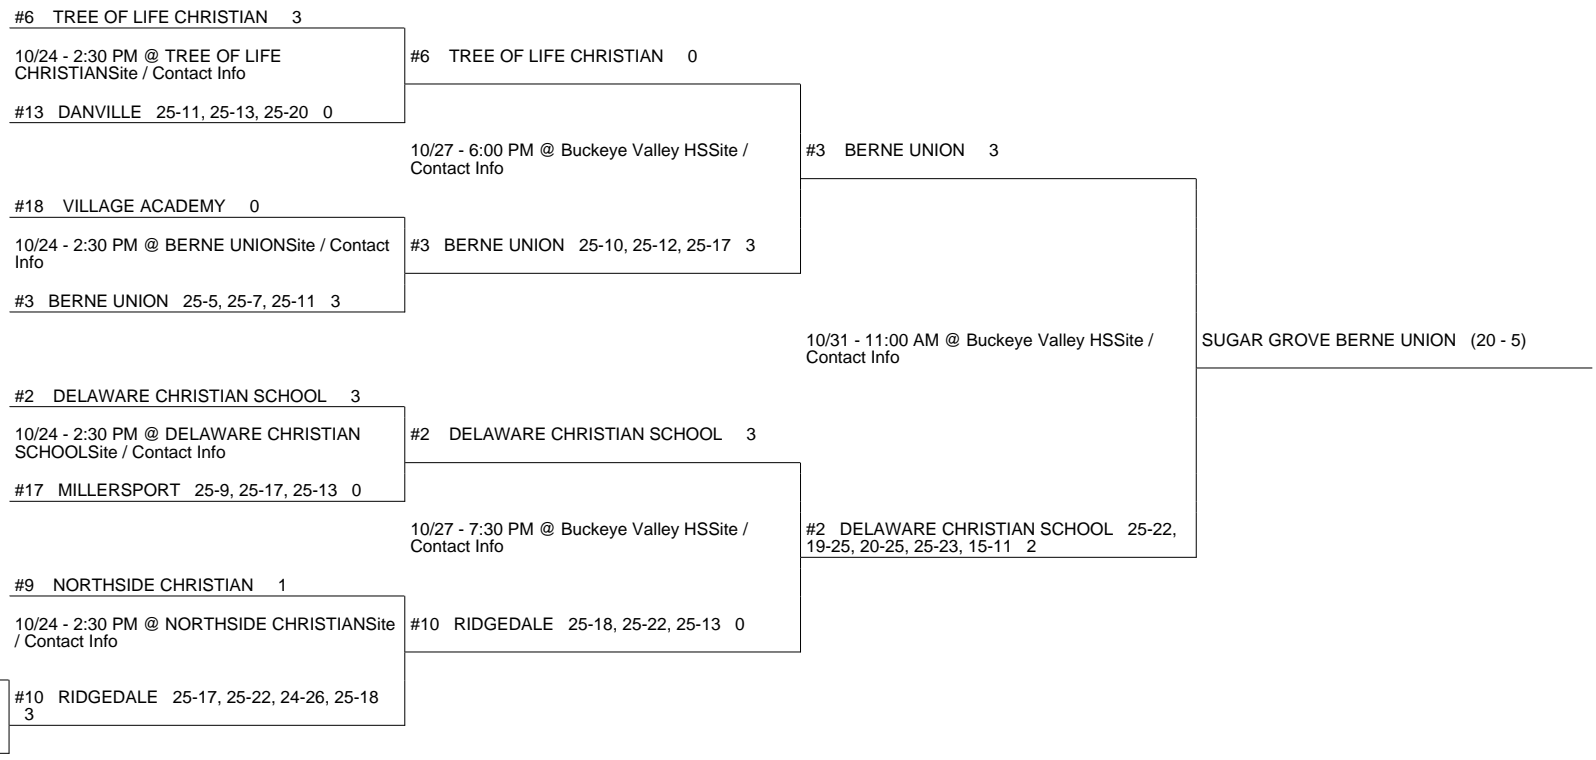 #6 TREE OF LIFE CHRISTIAN 3
10/24 - 2:30 PM @ TREE OF LIFE
CHRISTIANSite / Contact Info
#13 DANVILLE 25-11, 25-13, 25-20 0
#18 VILLAGE ACADEMY 0
10/24 - 2:30 PM @ BERNE UNIONSite / Contact
Info
#3 BERNE UNION 25-5, 25-7, 25-11 3
#2 DELAWARE CHRISTIAN SCHOOL 3
10/24 - 2:30 PM @ DELAWARE CHRISTIAN
SCHOOLSite / Contact Info
#17 MILLERSPORT 25-9, 25-17, 25-13 0
#9 NORTHSIDE CHRISTIAN 1
10/24 - 2:30 PM @ NORTHSIDE CHRISTIANSite
/ Contact Info
#10 RIDGEDALE 25-17, 25-22, 24-26, 25-18
3
#6 TREE OF LIFE CHRISTIAN 0
10/27 - 6:00 PM @ Buckeye Valley HSSite /
Contact Info
#3 BERNE UNION 25-10, 25-12, 25-17 3
#2 DELAWARE CHRISTIAN SCHOOL 3
10/27 - 7:30 PM @ Buckeye Valley HSSite /
Contact Info
#10 RIDGEDALE 25-18, 25-22, 25-13 0
#3 BERNE UNION 3
10/31 - 11:00 AM @ Buckeye Valley HSSite /
Contact Info
#2 DELAWARE CHRISTIAN SCHOOL 25-22,
19-25, 20-25, 25-23, 15-11 2
SUGAR GROVE BERNE UNION (20 - 5)